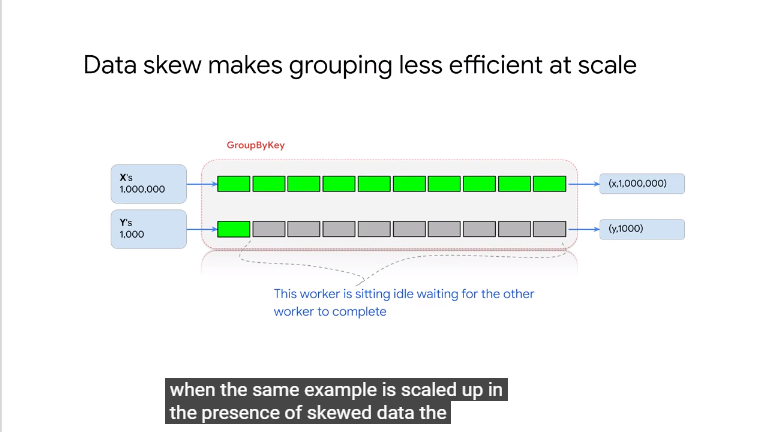 Data skew makes grouping less efficient at scale
GroupByKey
X's
1,000.000
(x,1,000,000)
Y's
1,000
(y,1000)
This worker is sitting idle waiting for the other
worker to complete
when the same example is scaled up in
the presence of skewed data the